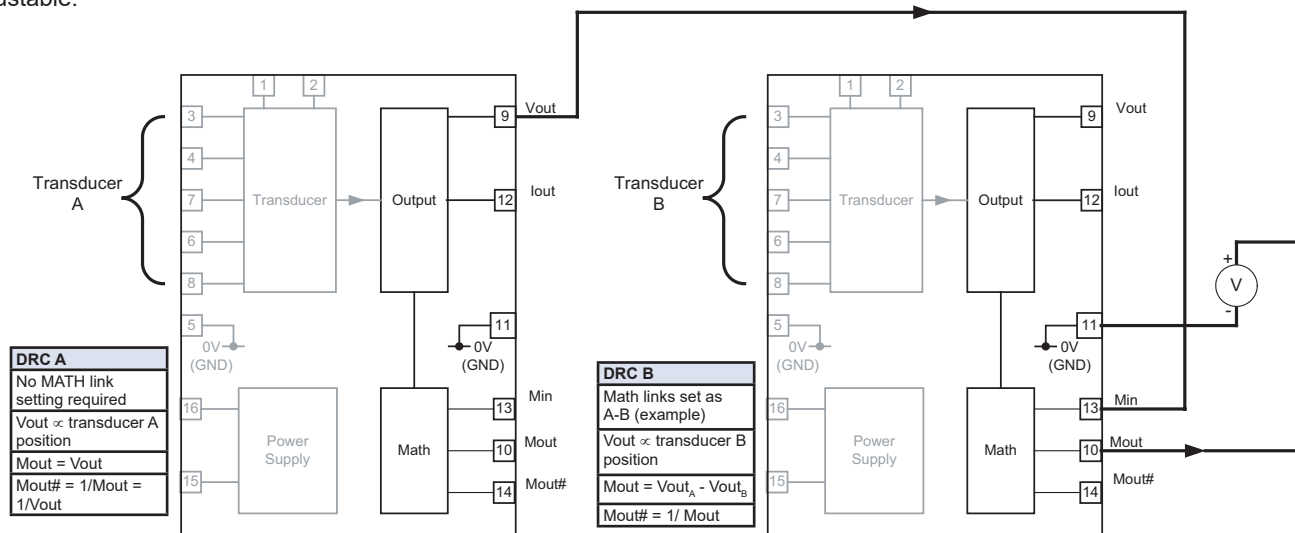 ustable.
1
2
3
4
7
6
8
5
Transducer
A
Transducer
Output
9
Vout
12
Iout
11
0V
(GND)
0V
(GND)
DRC A
No MATH link
setting required
Vout ∝ transducer A
position
Mout = Vout
Mout# = 1/Mout =
1/Vout
16
15
Power
Supply
Math
Min
13
Mout
10
Mout#
14
1
2
3
4
7
6
8
5
Transducer
B
Transducer
Output
9
Vout
12
Iout
11
0V
(GND)
0V
(GND)
+
V
-
DRC B
Math links set as
A-B (example)
Vout ∝ transducer B
position
Mout = VoutA - VoutB
Mout# = 1/ Mout
16
15
Power
Supply
Math
Min
13
Mout
10
Mout#
14